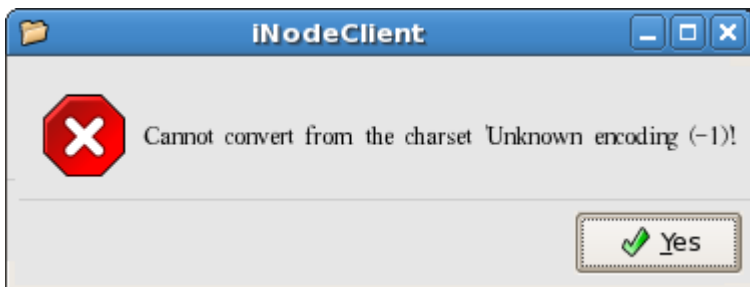 iNodeClient
Cannot convert from the charset 'Unknown encoding (-1)'!
Yes